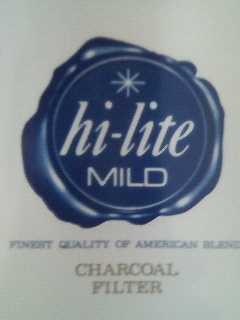 hi-lite
MILD
FINEST QUALITY OF AMERICAN BLEND
CHARCOAL
FILTER